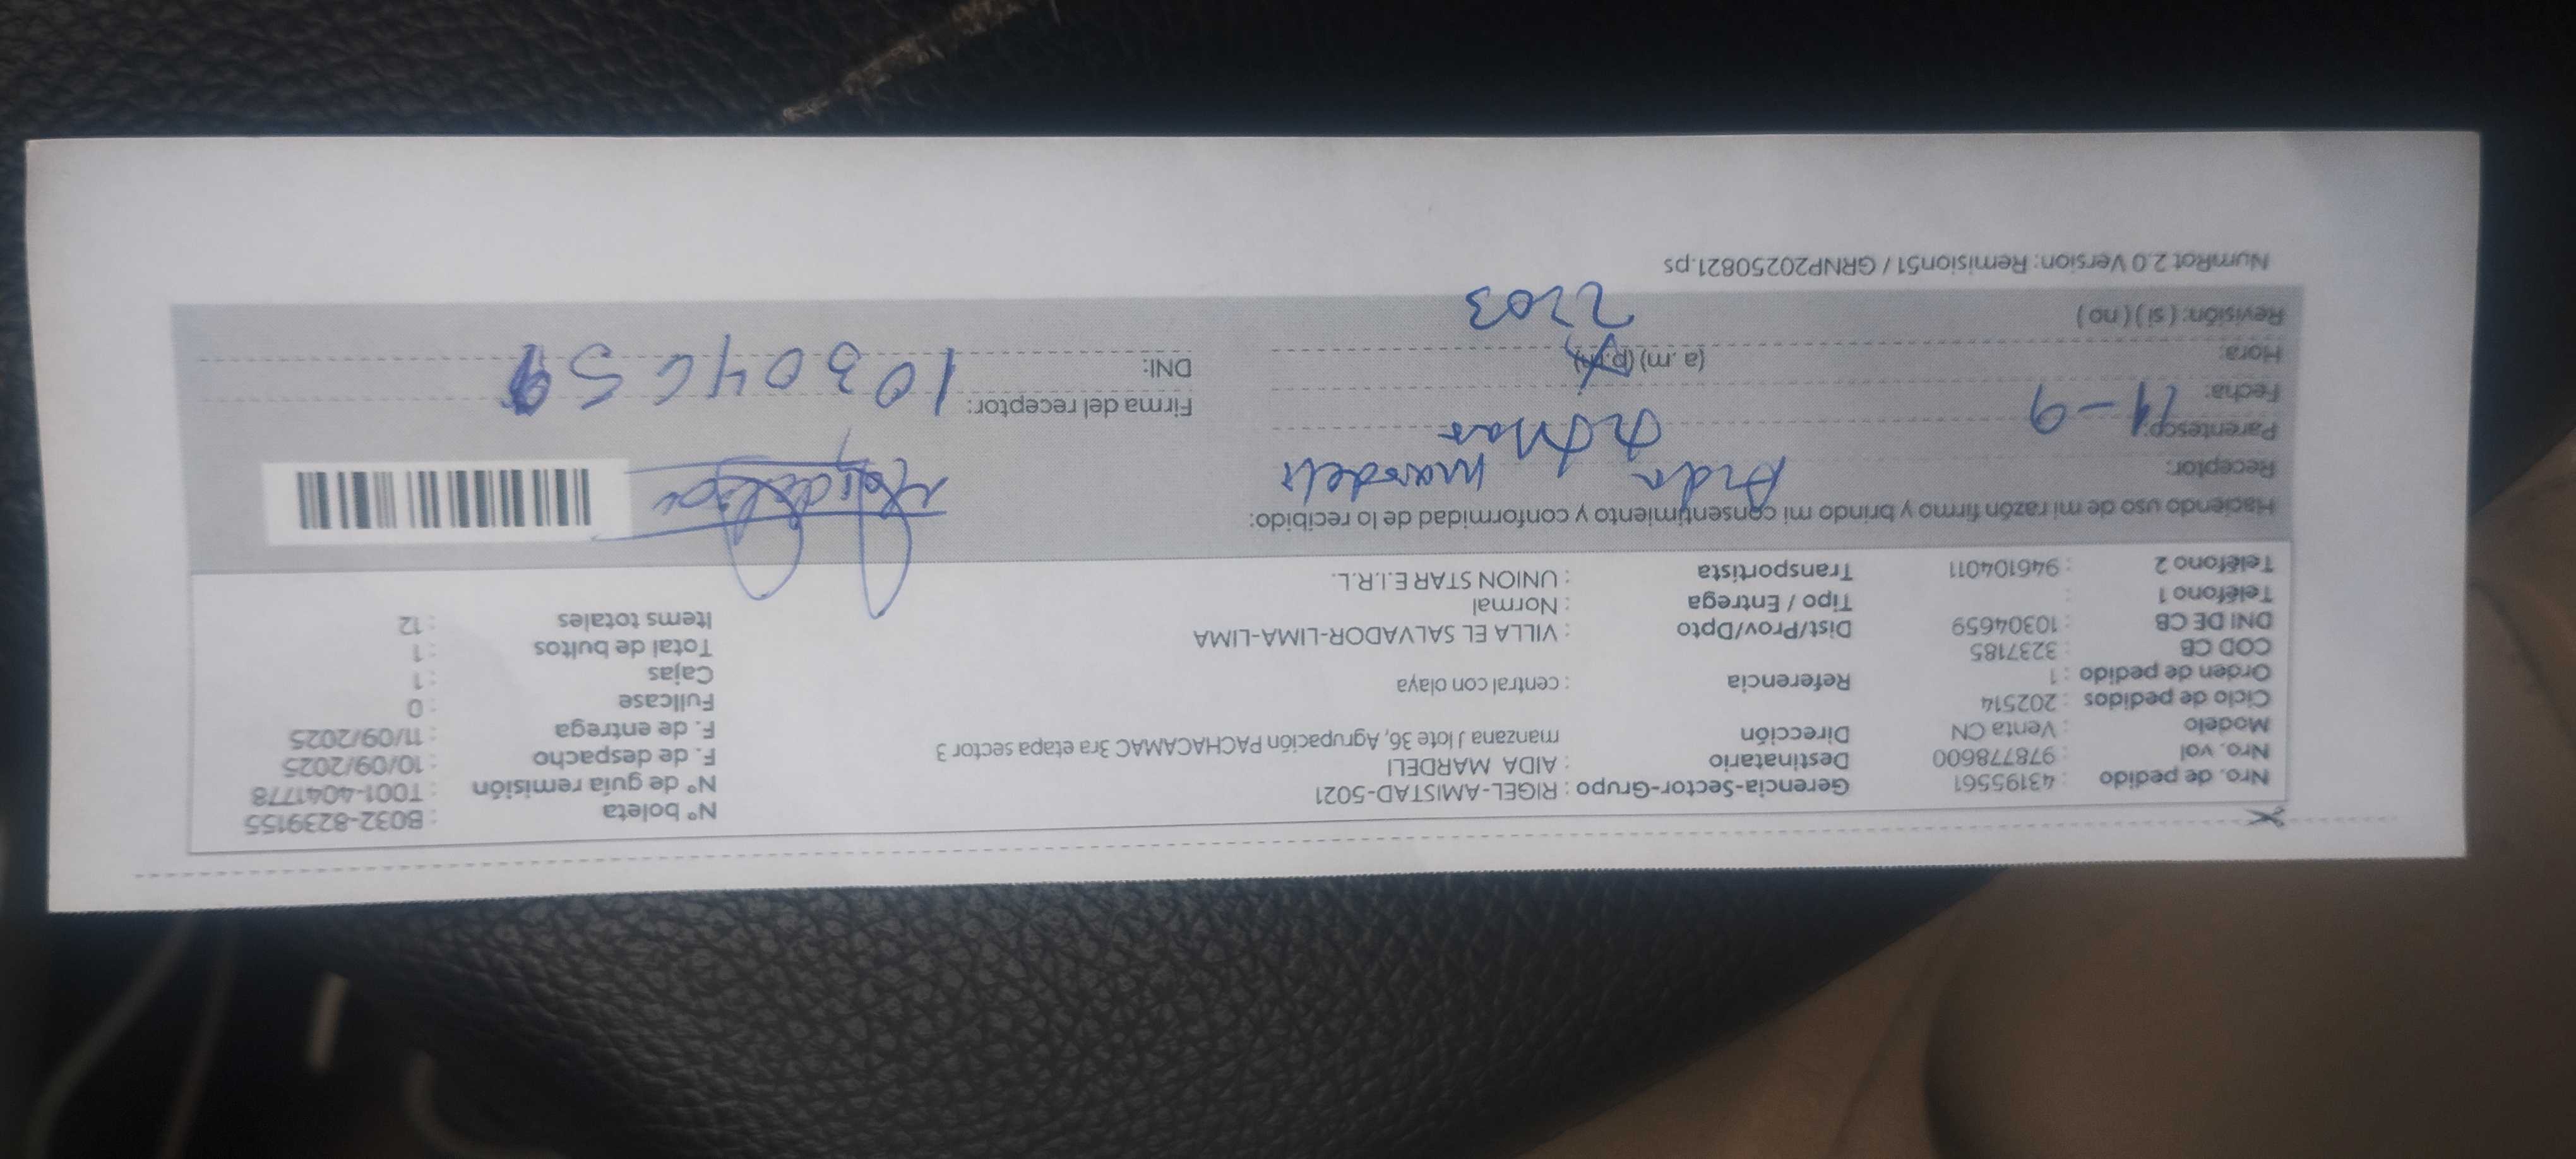 Nro. de pedido : 43195561 Gerencia-Sector-Grupo : RIGEL-AMISTAD-5021 N° boleta : B032-8239155
Nro. vol : 978778600 Destinatario : AIDA MARDELI N° de guía remisión : T001-4041778
Modelo : Venta CN Dirección : manzana J lote 36, Agrupación PACHACAMAC 3ra etapa sector 3 F. de despacho : 10/09/2025
Ciclo de pedidos : 202514 F. de entrega : 11/09/2025
Orden de pedido : 1 Referencia : central con olaya Fullcase : 0
COD CB : 3237185 Cajas : 1
DNI DE CB : 10304659 Dist/Prov/Dpto : VILLA EL SALVADOR-LIMA-LIMA Total de bultos : 1
Teléfono 1 : Tipo / Entrega : Normal Items totales : 12
Teléfono 2 : 946104011 Transportista : UNION STAR E.I.R.L.
Haciendo uso de mi razón firmo y brindo mi consentimiento y conformidad de lo recibido:
Receptor: Aida mardeli
Parentesco:
Fecha: 11-9 Firma del receptor:
Hora: (a .m) (p.m) DNI: 10304659
Revisión: ( si ) ( no ) 2203
NumRot 2.0 Version: Remision51 / GRNP20250821.ps